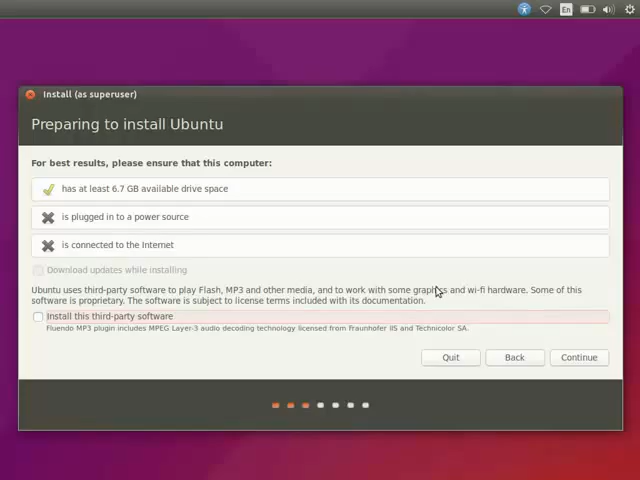 En
Install (as superuser)
Preparing to install Ubuntu
For best results, please ensure that this computer:
has at least 6.7 GB available drive space
is plugged in to a power source
is connected to the Internet
Download updates while installing
Ubuntu uses third-party software to play Flash, MP3 and other media, and to work with some graphics and wi-fi hardware. Some of this
software is proprietary. The software is subject to license terms included with its documentation.
Install this third-party software
Fluendo MP3 plugin includes MPEG Layer-3 audio decoding technology licensed from Fraunhofer IIS and Technicolor SA.
Quit Back Continue